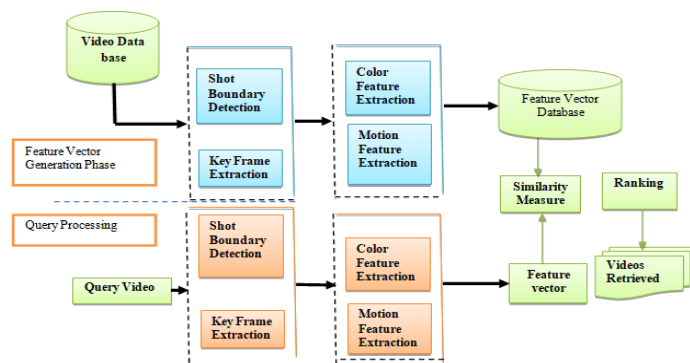 Video Data
base
Shot
Boundary
Detection
Key Frame
Extraction
Color
Feature
Extraction
Motion
Feature
Extraction
Feature Vector
Database
Feature Vector
Generation Phase
Similarity
Measure
Ranking
Query Processing
Query Video
Shot
Boundary
Detection
Key Frame
Extraction
Color
Feature
Extraction
Motion
Feature Extraction
Feature
vector
Videos
Retrieved